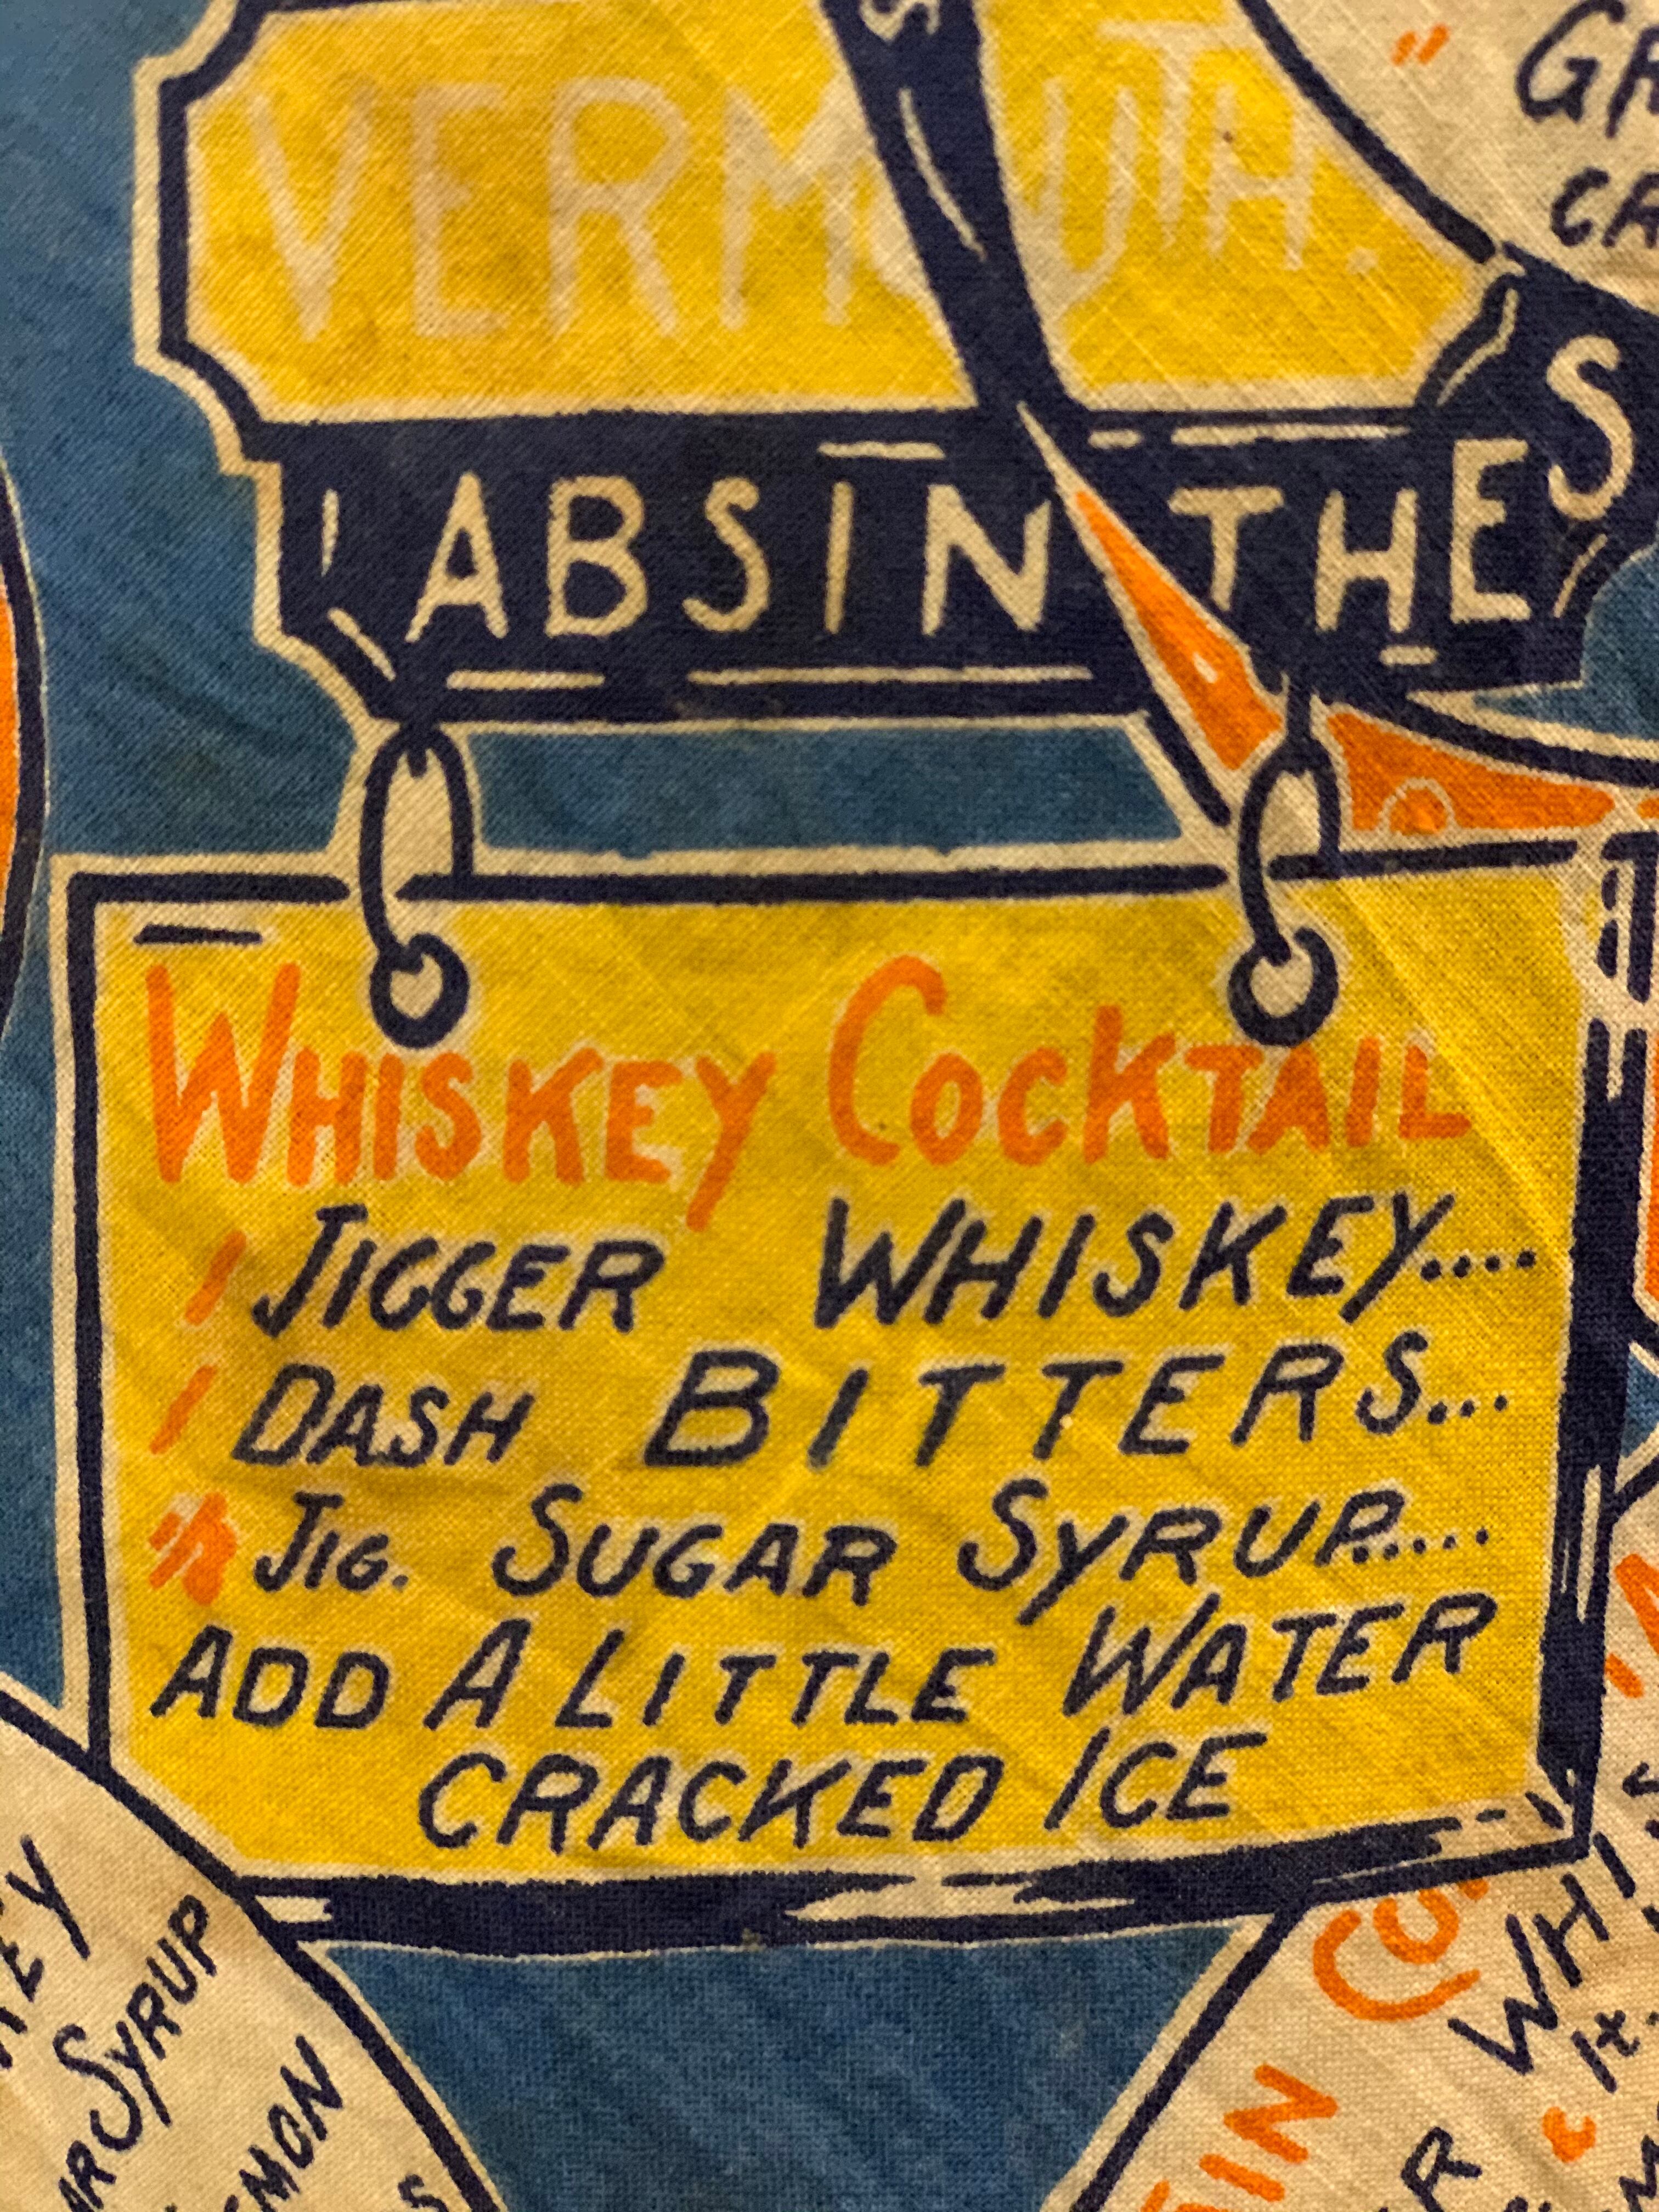 VERMOUTH.
ABSINTHES
WHISKEY COCKTAIL
1 JIGGER WHISKEY....
1 DASH BITTERS...
½ JIG. SUGAR SYRUP.....
ADD A LITTLE WATER
CRACKED ICE
SYRUP